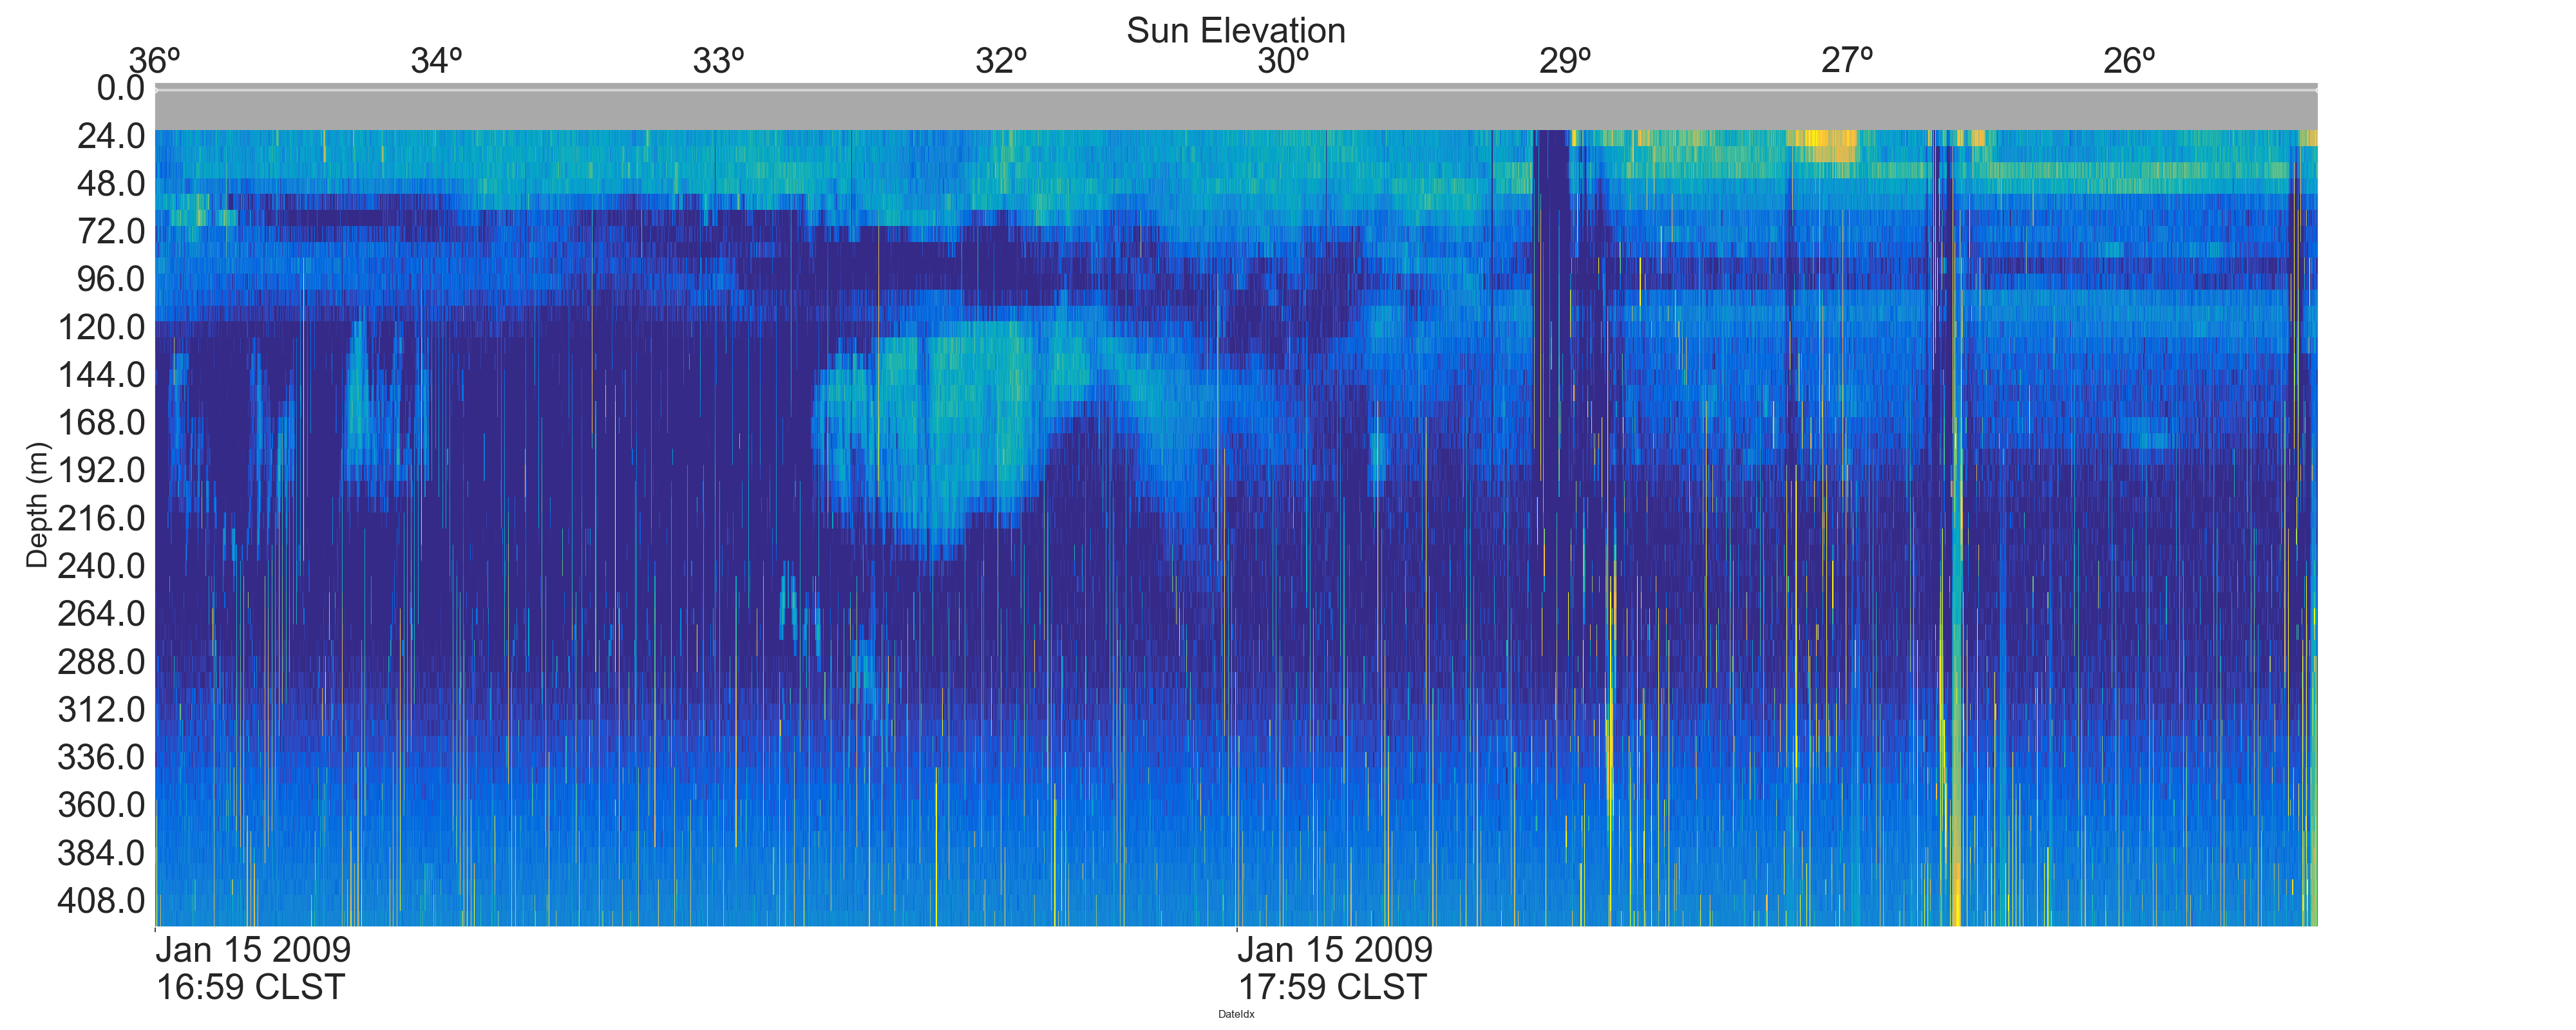 Sun Elevation
36º 34º 33º 32º 30º 29º 27º 26º
0.0
24.0
48.0
72.0
96.0
120.0
144.0
168.0
192.0
216.0
240.0
264.0
288.0
312.0
336.0
360.0
384.0
408.0
Depth (m)
Jan 15 2009
16:59 CLST
Jan 15 2009
17:59 CLST
DateIdx